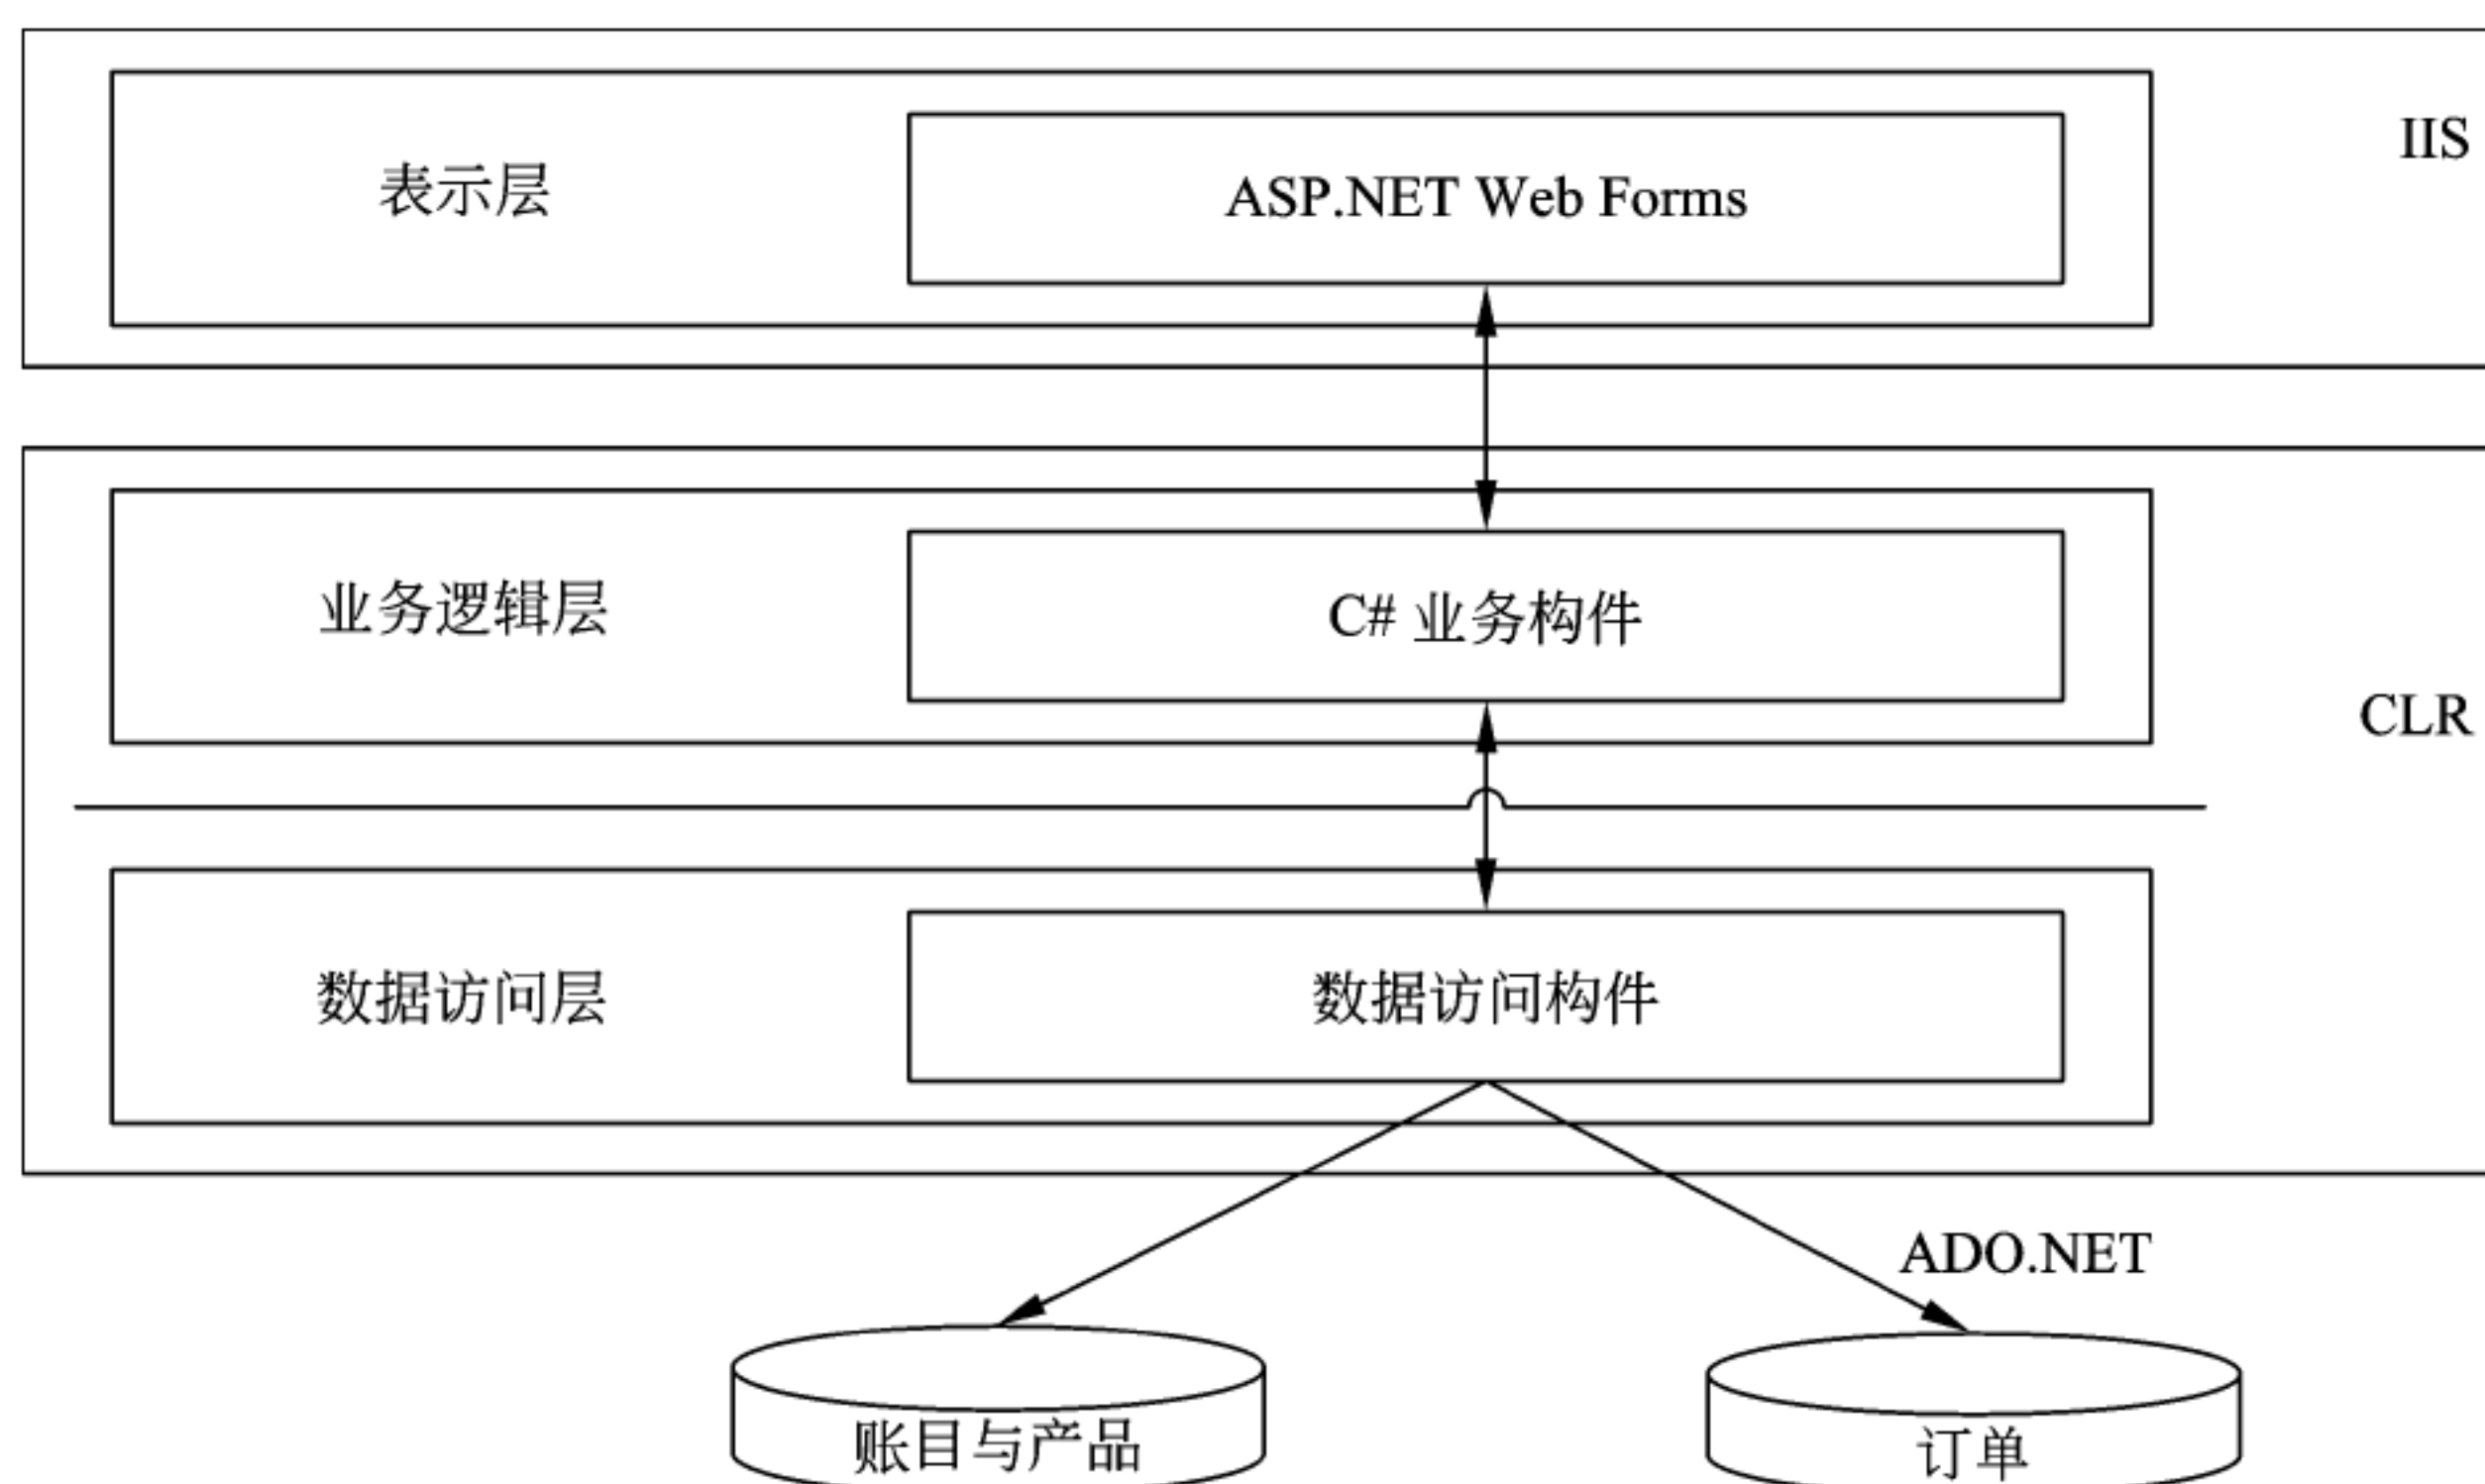 表示层
ASP.NET Web Forms
IIS
业务逻辑层
C# 业务构件
CLR
数据访问层
数据访问构件
ADO.NET
账目与产品
订单